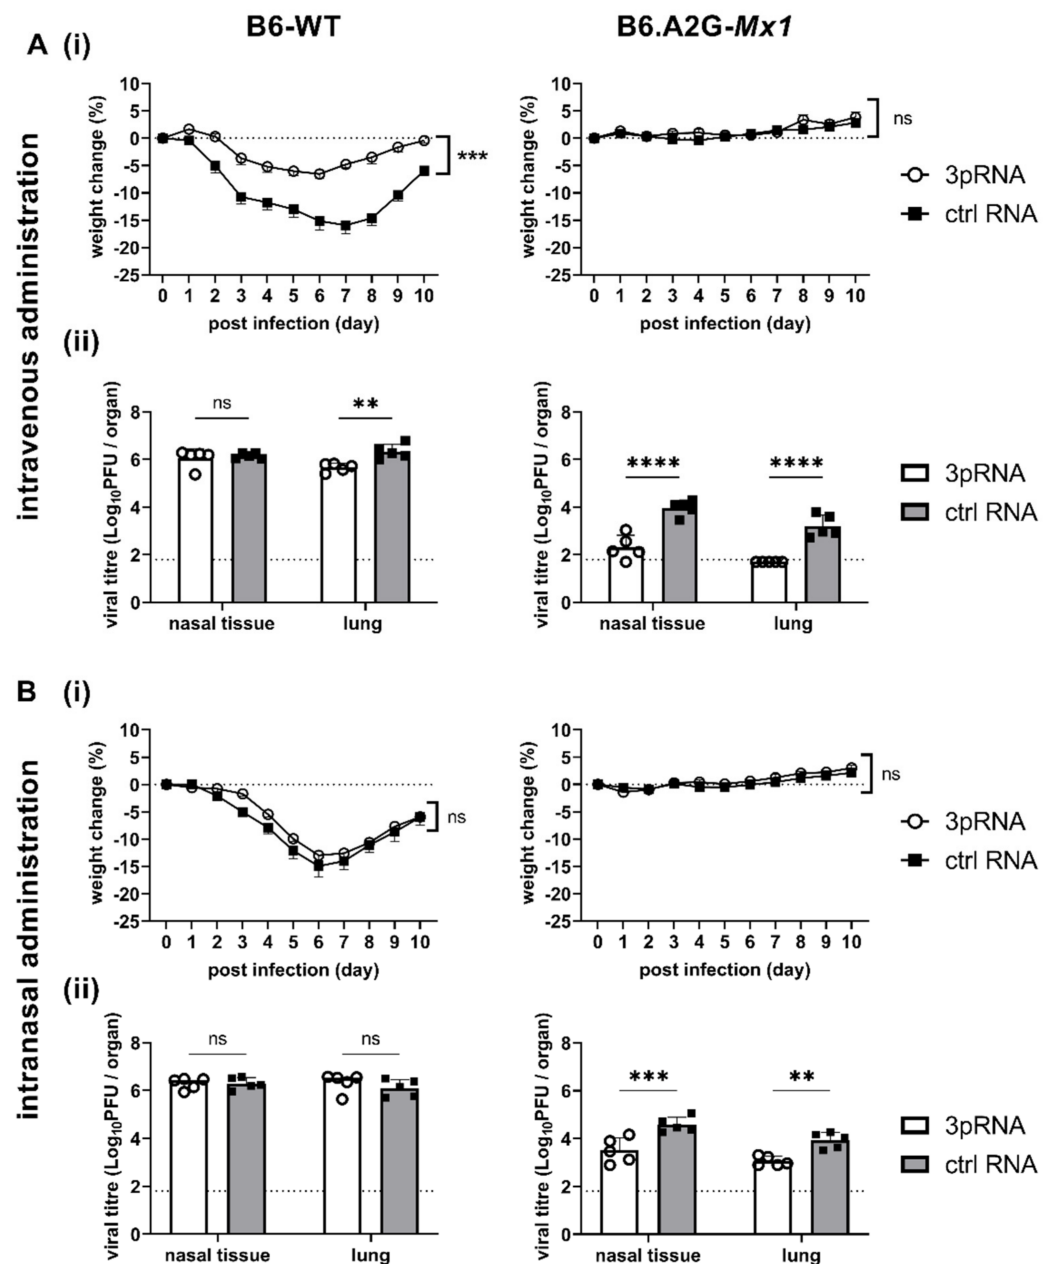 B6-WT
B6.A2G-Mx1
A (i)
intravenous administration
weight change (%)
10
5
0
-5
-10
-15
-20
-25
0 1 2 3 4 5 6 7 8 9 10
post infection (day)
***
weight change (%)
10
5
0
-5
-10
-15
-20
-25
0 1 2 3 4 5 6 7 8 9 10
post infection (day)
ns
3pRNA
ctrl RNA
(ii)
viral titre (Log10PFU / organ)
8
6
4
2
0
ns
**
nasal tissue lung
viral titre (Log10PFU / organ)
8
6
4
2
0
****
****
nasal tissue lung
3pRNA
ctrl RNA
B (i)
intranasal administration
weight change (%)
10
5
0
-5
-10
-15
-20
-25
0 1 2 3 4 5 6 7 8 9 10
post infection (day)
ns
weight change (%)
10
5
0
-5
-10
-15
-20
-25
0 1 2 3 4 5 6 7 8 9 10
post infection (day)
ns
3pRNA
ctrl RNA
(ii)
viral titre (Log10PFU / organ)
8
6
4
2
0
ns
ns
nasal tissue lung
viral titre (Log10PFU / organ)
8
6
4
2
0
***
**
nasal tissue lung
3pRNA
ctrl RNA